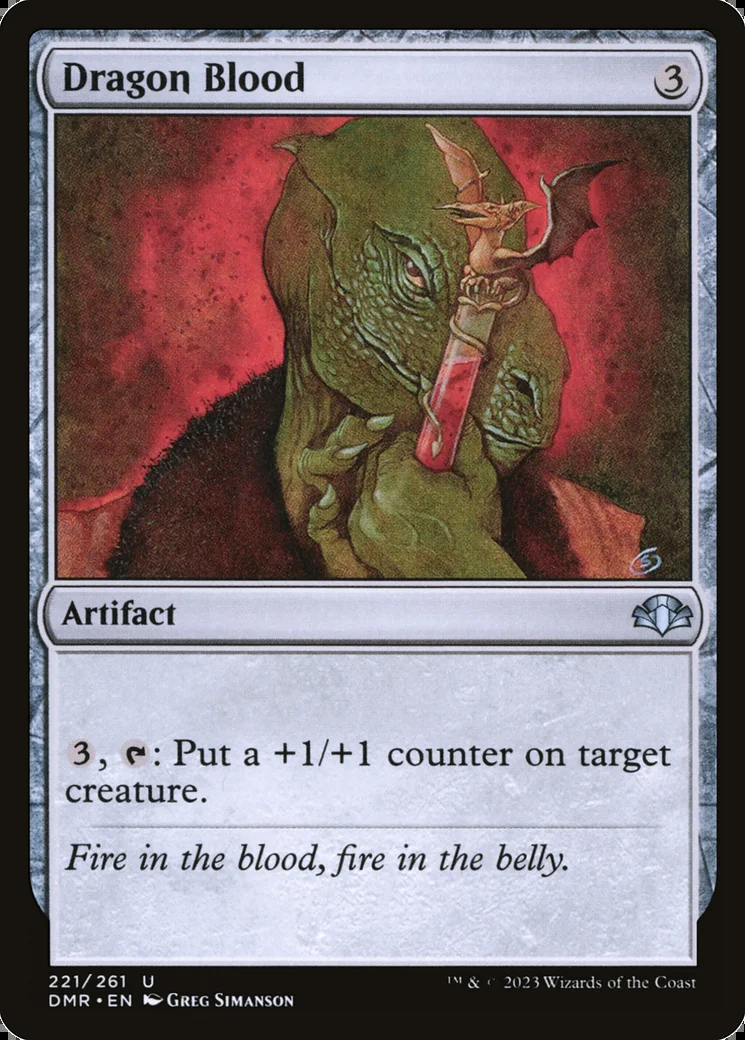 Dragon Blood 3
Artifact
3, : Put a +1/+1 counter on target
creature.
Fire in the blood, fire in the belly.
221/261 U
DMR • EN Greg Simanson
™ & © 2023 Wizards of the Coast